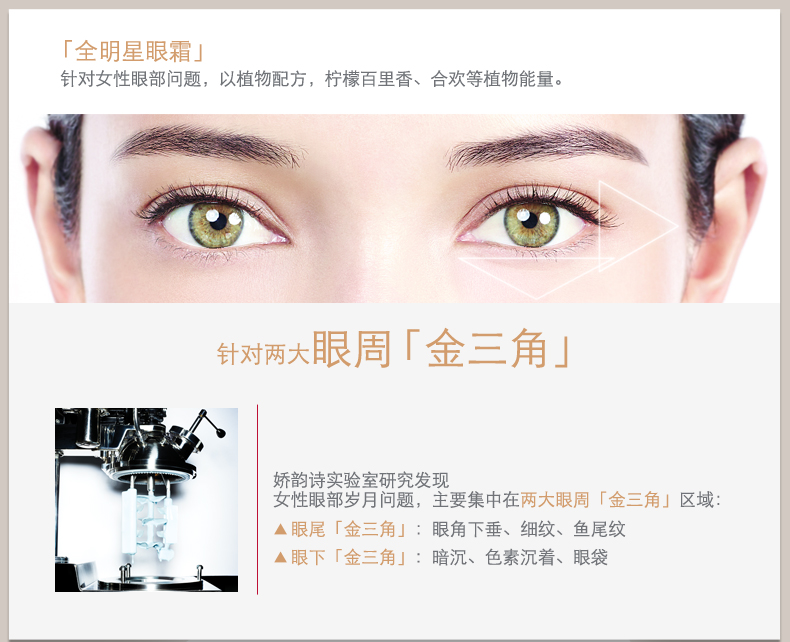 「全明星眼霜」
针对女性眼部问题，以植物配方，柠檬百里香、合欢等植物能量。
针对两大眼周「金三角」
娇韵诗实验室研究发现
女性眼部岁月问题，主要集中在两大眼周「金三角」区域：
▲眼尾「金三角」：眼角下垂、细纹、鱼尾纹
▲眼下「金三角」：暗沉、色素沉着、眼袋